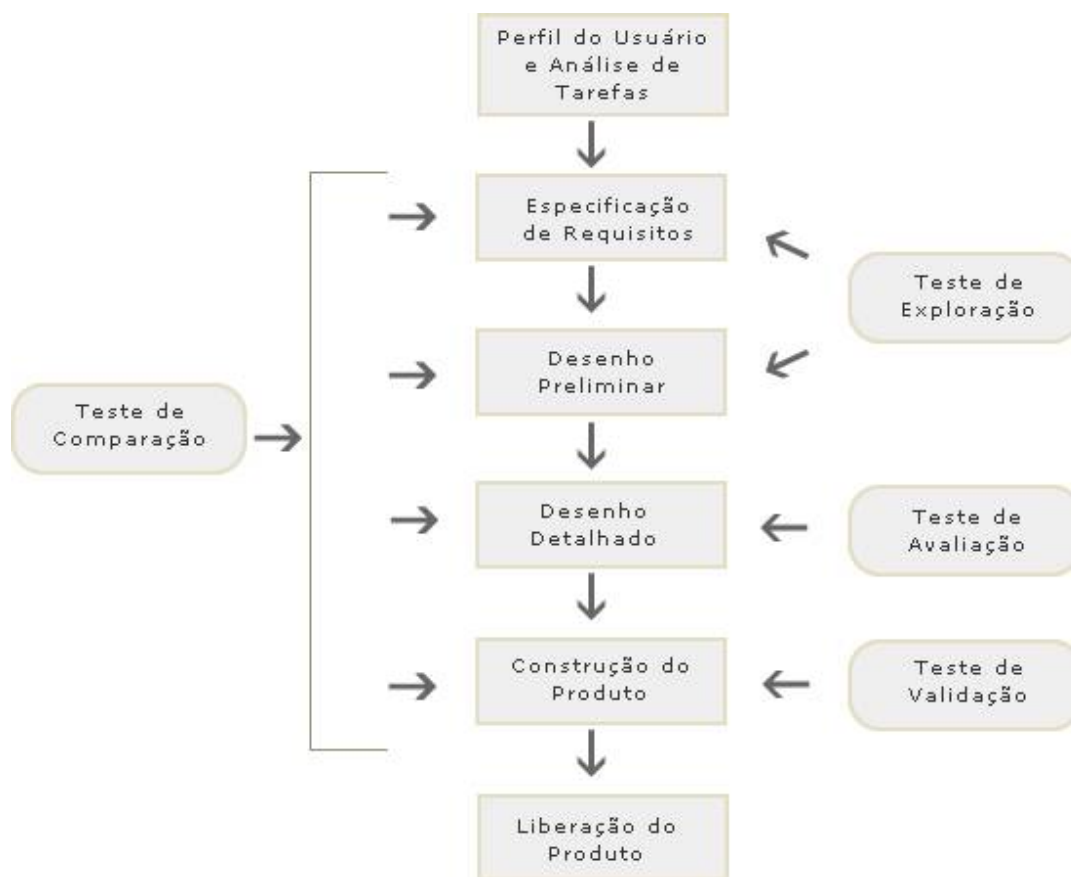 Perfil do Usuário
e Análise de
Tarefas
Especificação
de Requisitos
Teste de
Exploração
Desenho
Preliminar
Teste de
Comparação
Desenho
Detalhado
Teste de
Avaliação
Construção do
Produto
Teste de
Validação
Liberação do
Produto